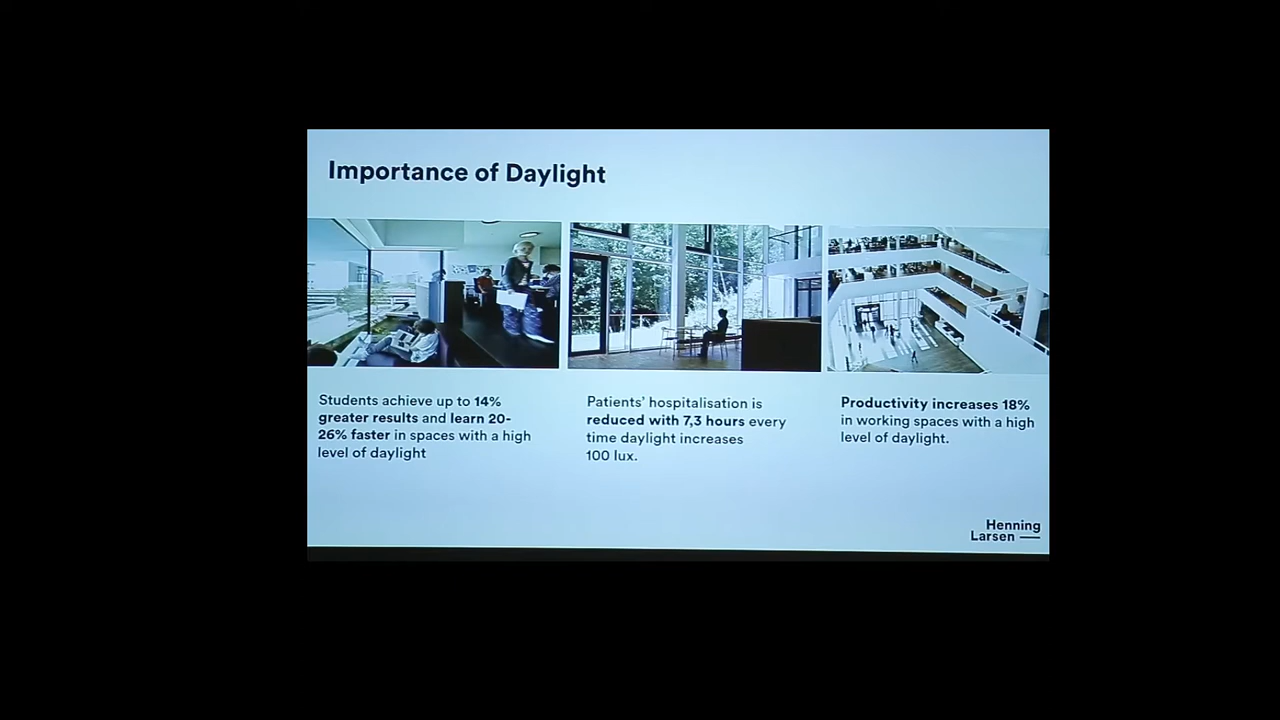 Importance of Daylight
Students achieve up to 14%
greater results and learn 20-
26% faster in spaces with a high
level of daylight
Patients' hospitalisation is
reduced with 7,3 hours every
time daylight increases
100 lux.
Productivity increases 18%
in working spaces with a high
level of daylight.
Henning
Larsen